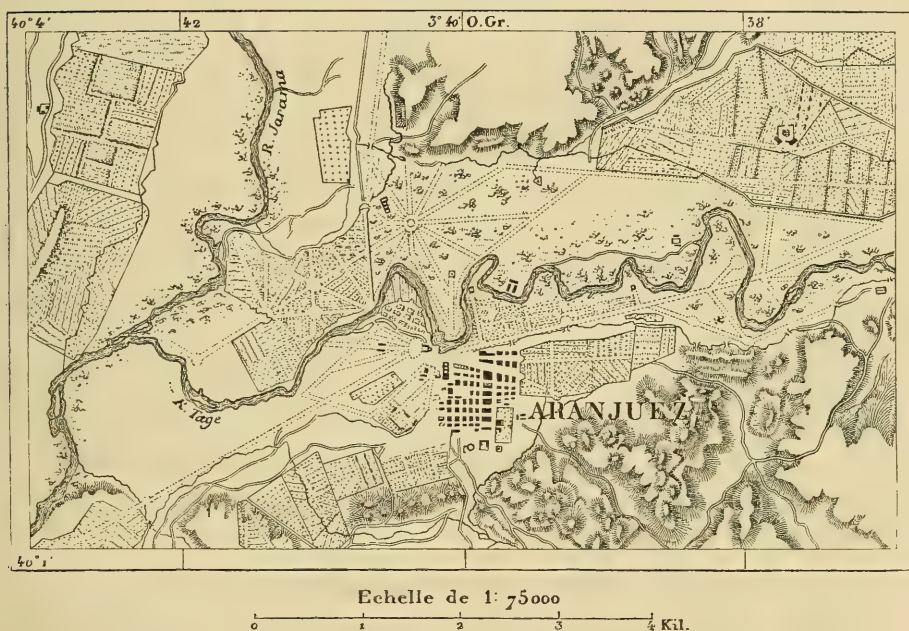 40°4' 42 3°40' O.Gr. 38'
R. Jarama
R. Tage
ARANJUEZ
40°1'
Echelle de 1: 75000
0 1 2 3 4 Kil.